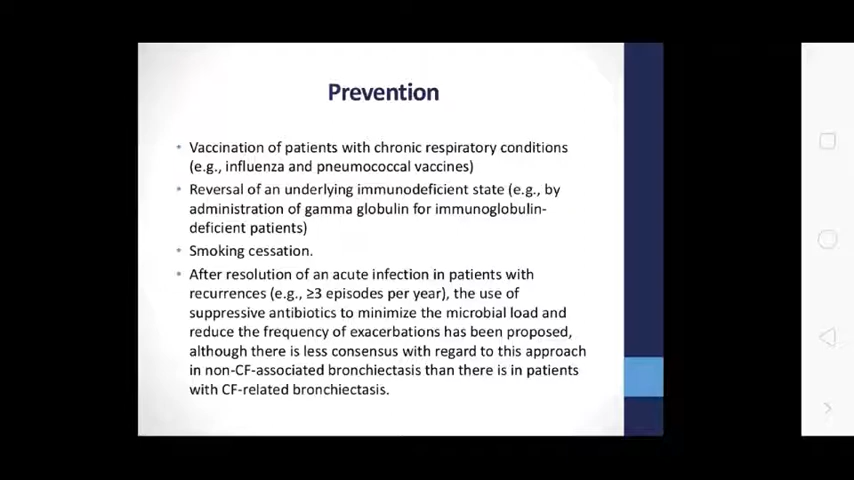 Prevention
• Vaccination of patients with chronic respiratory conditions
(e.g., influenza and pneumococcal vaccines)
• Reversal of an underlying immunodeficient state (e.g., by
administration of gamma globulin for immunoglobulin-
deficient patients)
• Smoking cessation.
• After resolution of an acute infection in patients with
recurrences (e.g., ≥3 episodes per year), the use of
suppressive antibiotics to minimize the microbial load and
reduce the frequency of exacerbations has been proposed,
although there is less consensus with regard to this approach
in non-CF-associated bronchiectasis than there is in patients
with CF-related bronchiectasis.